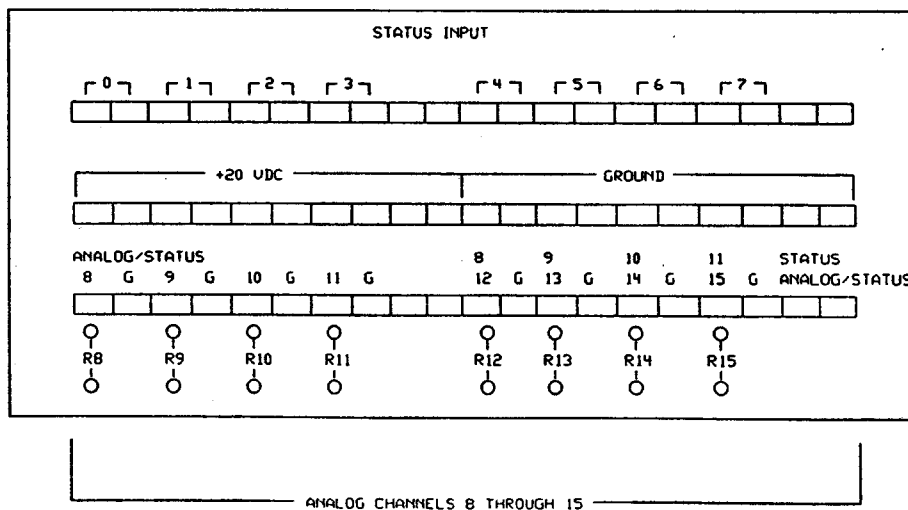 STATUS INPUT
0 1 2 3 4 5 6 7
+20 VDC GROUND
8 9 10 11 STATUS
ANALOG/STATUS
8 G 9 G 10 G 11 G 12 G 13 G 14 G 15 G ANALOG/STATUS
R8 R9 R10 R11 R12 R13 R14 R15
ANALOG CHANNELS 8 THROUGH 15